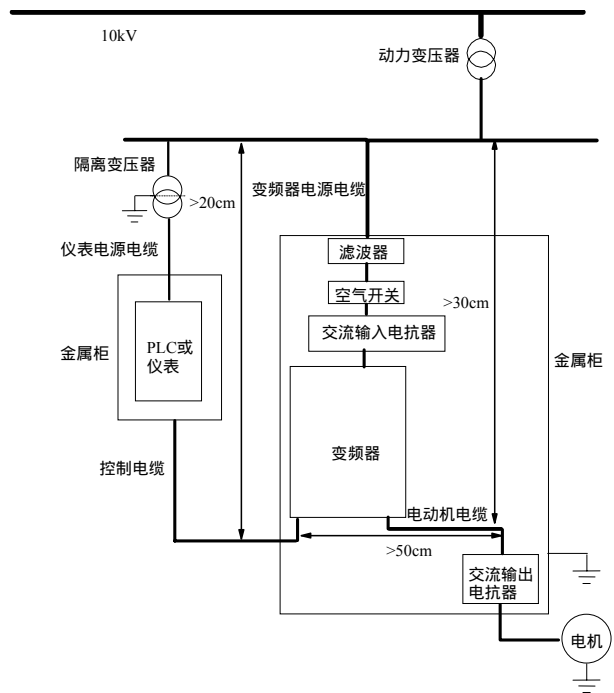 10kV
动力变压器
隔离变压器
>20cm
变频器电源电缆
仪表电源电缆
滤波器
空气开关
>30cm
交流输入电抗器
PLC或
仪表
金属柜
金属柜
变频器
控制电缆
电动机电缆
>50cm
交流输出
电抗器
电机